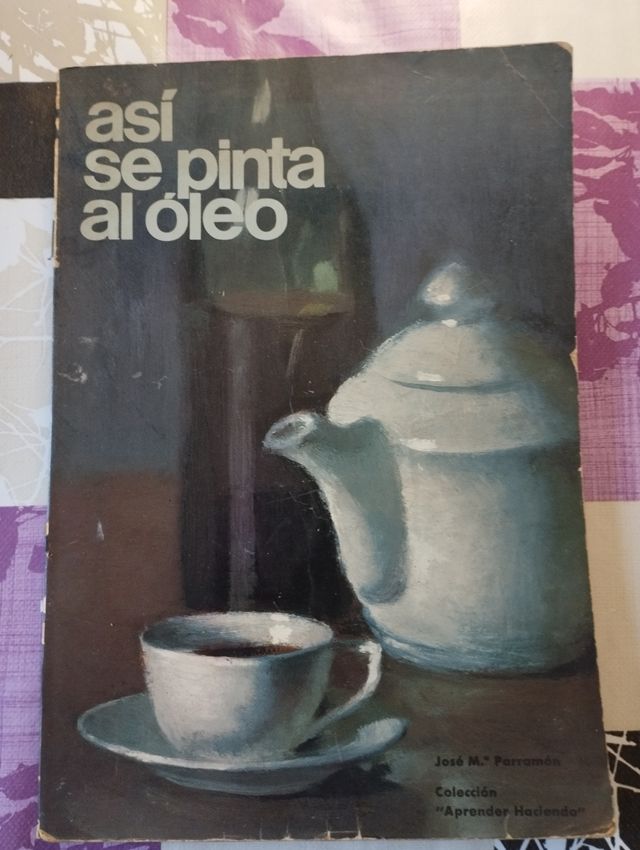 así
se pinta
al óleo
José M.ª Parramón
Colección
"Aprender Haciendo"